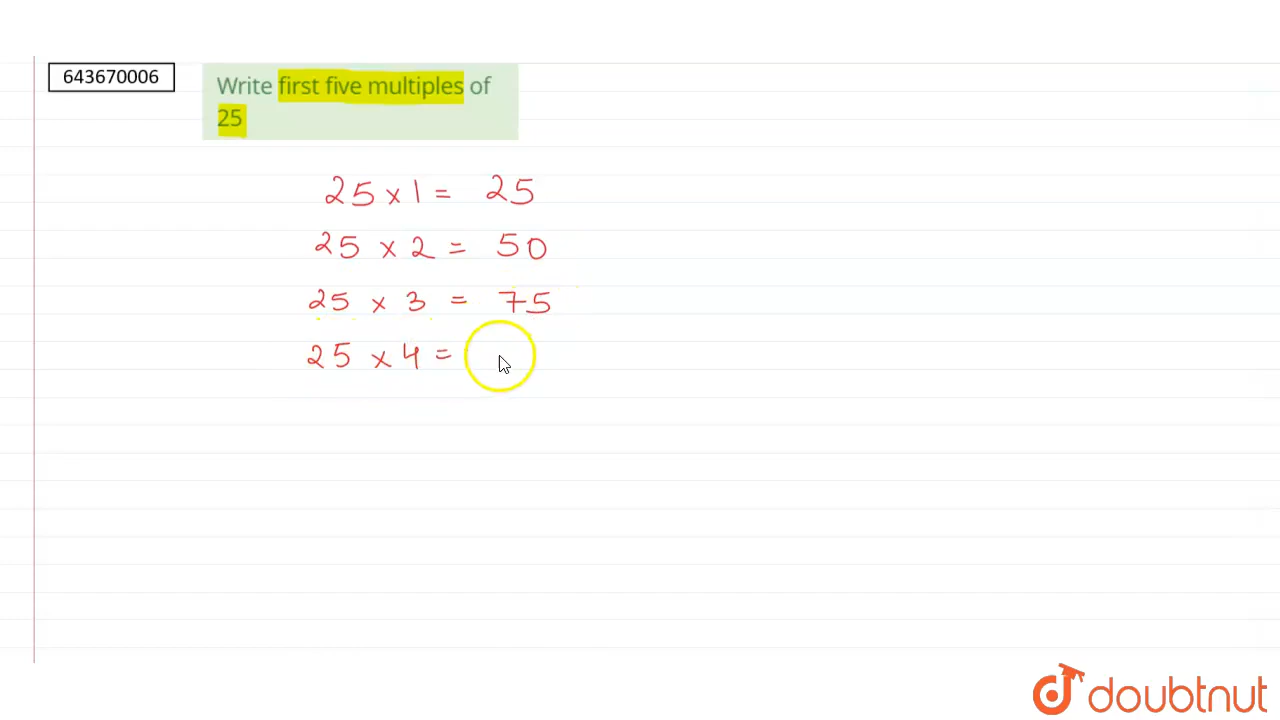 643670006
Write first five multiples of
25
25 × 1 = 25
25 × 2 = 50
25 × 3 = 75
25 × 4 =
doubtnut